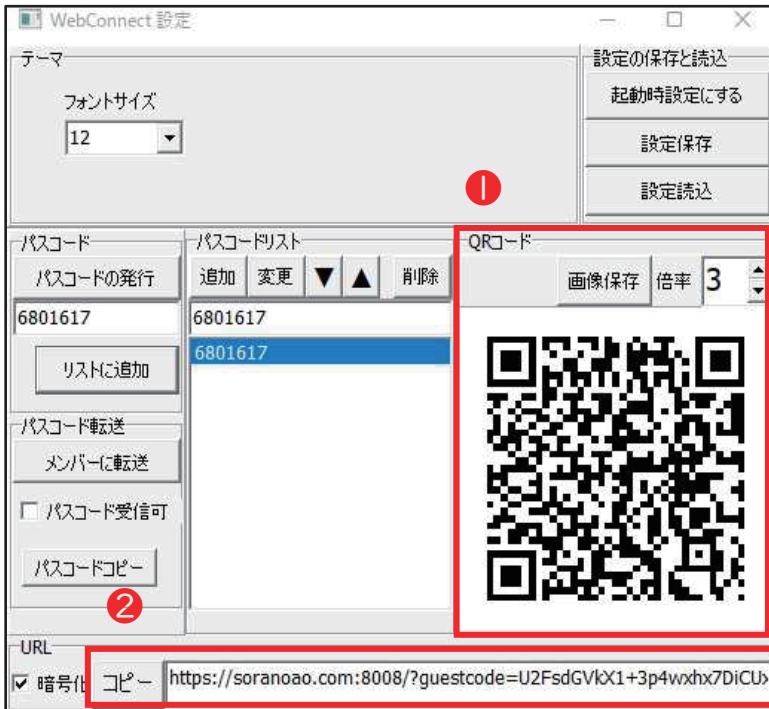 WebConnect 設定
テーマ
フォントサイズ
12
設定の保存と読込
起動時設定にする
設定保存
設定読込
1
パスコード
パスコードの発行
6801617
リストに追加
パスコードリスト
追加 変更 ▼ ▲ 削除
6801617
6801617
QRコード
画像保存 倍率 3
パスコード転送
メンバーに転送
パスコード受信可
パスコードコピー
2
URL
暗号化 コピー https://soranoao.com:8008/?guestcode=U2FsdGVkX1+3p4wxhx7DiCUx